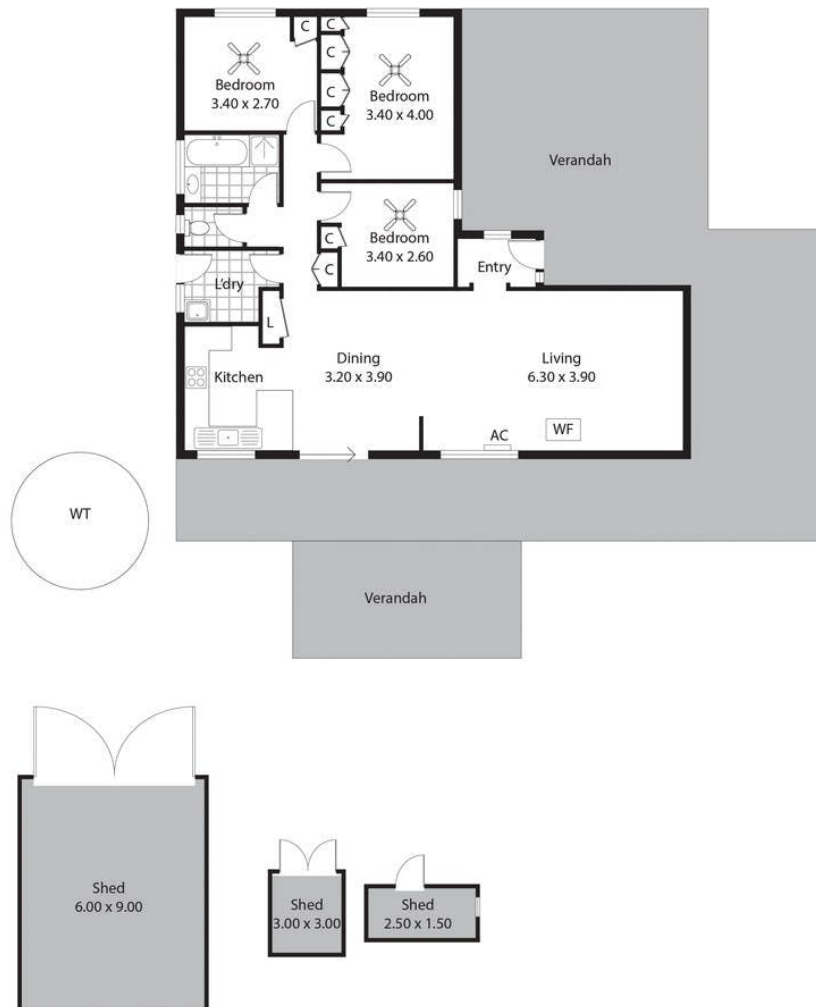 C
C
C
C
C
Bedroom
3.40 x 2.70
Bedroom
3.40 x 4.00
Verandah
Bedroom
3.40 x 2.60
C
C
Entry
L'dry
L
Kitchen
Dining
3.20 x 3.90
Living
6.30 x 3.90
AC
WF
WT
Verandah
Shed
6.00 x 9.00
Shed
3.00 x 3.00
Shed
2.50 x 1.50